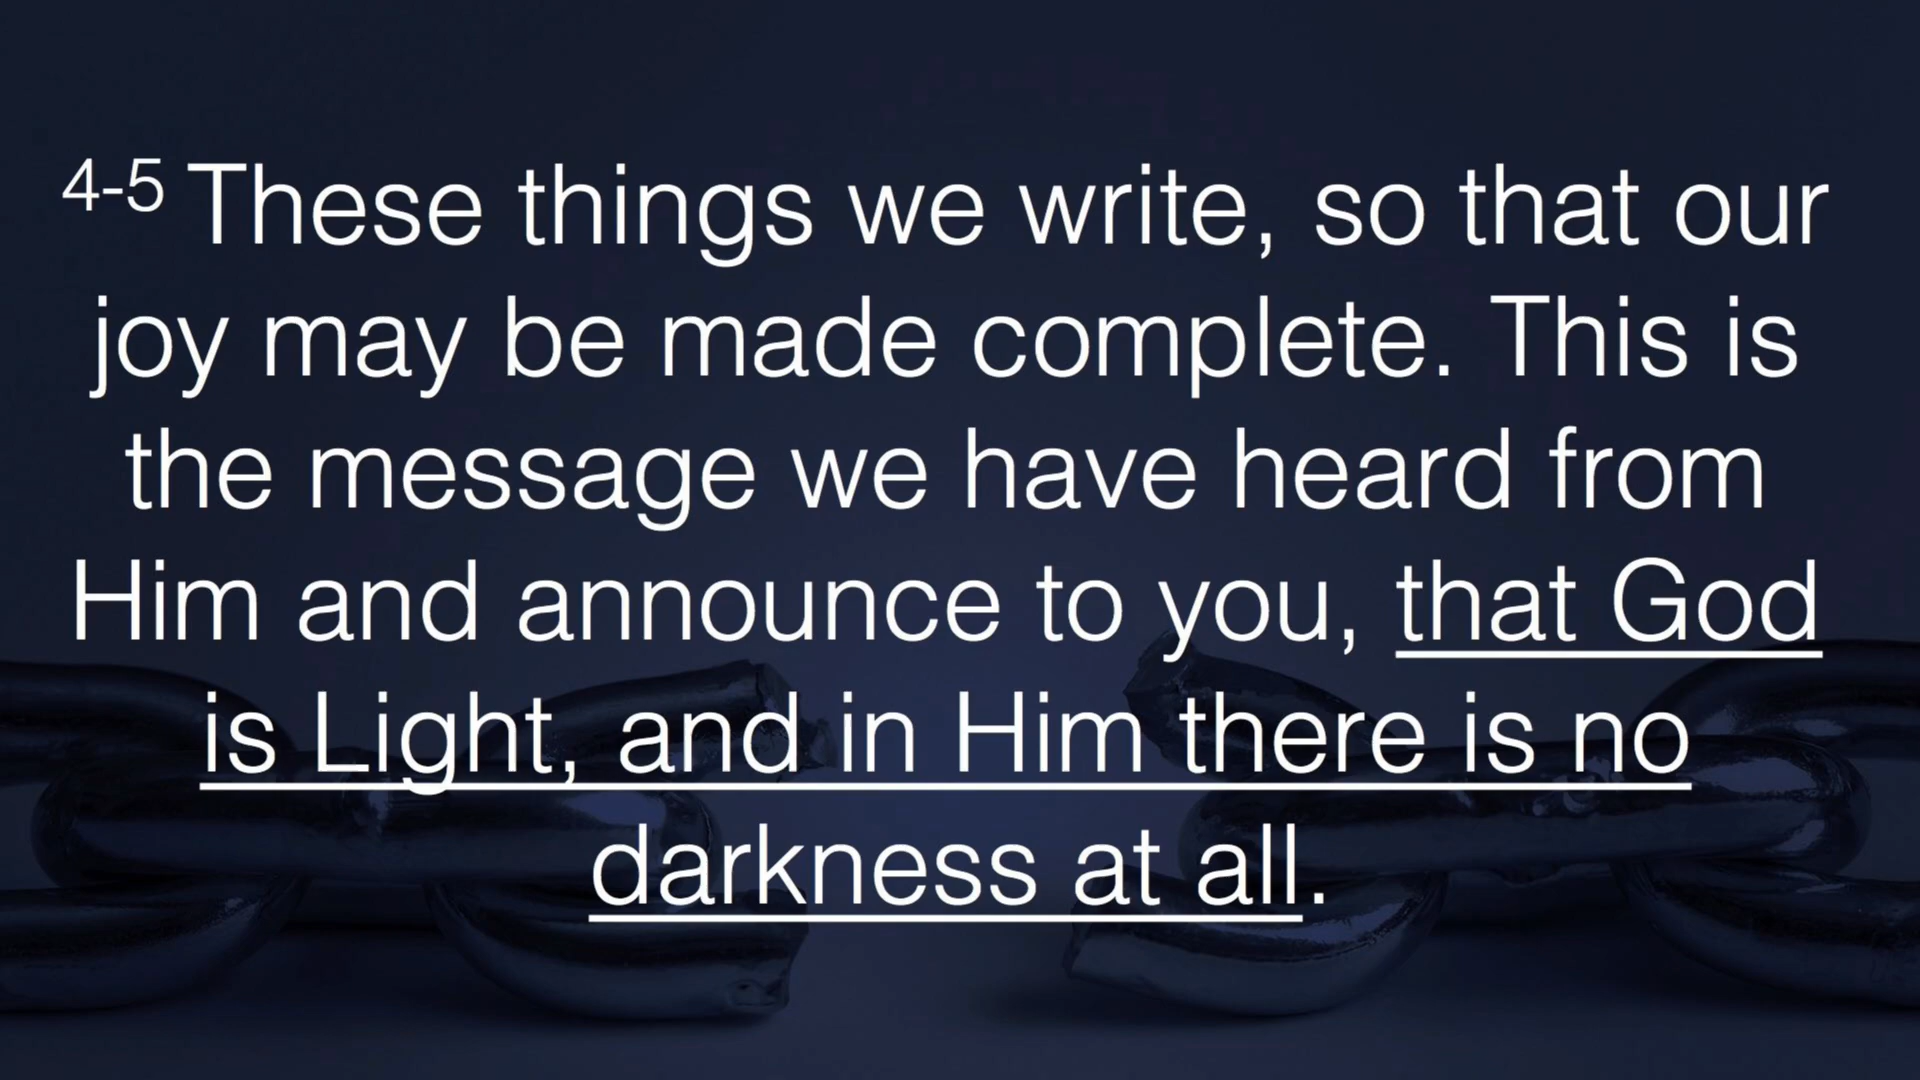 4-5 These things we write, so that our
joy may be made complete. This is
the message we have heard from
Him and announce to you, that God
is Light, and in Him there is no
darkness at all.